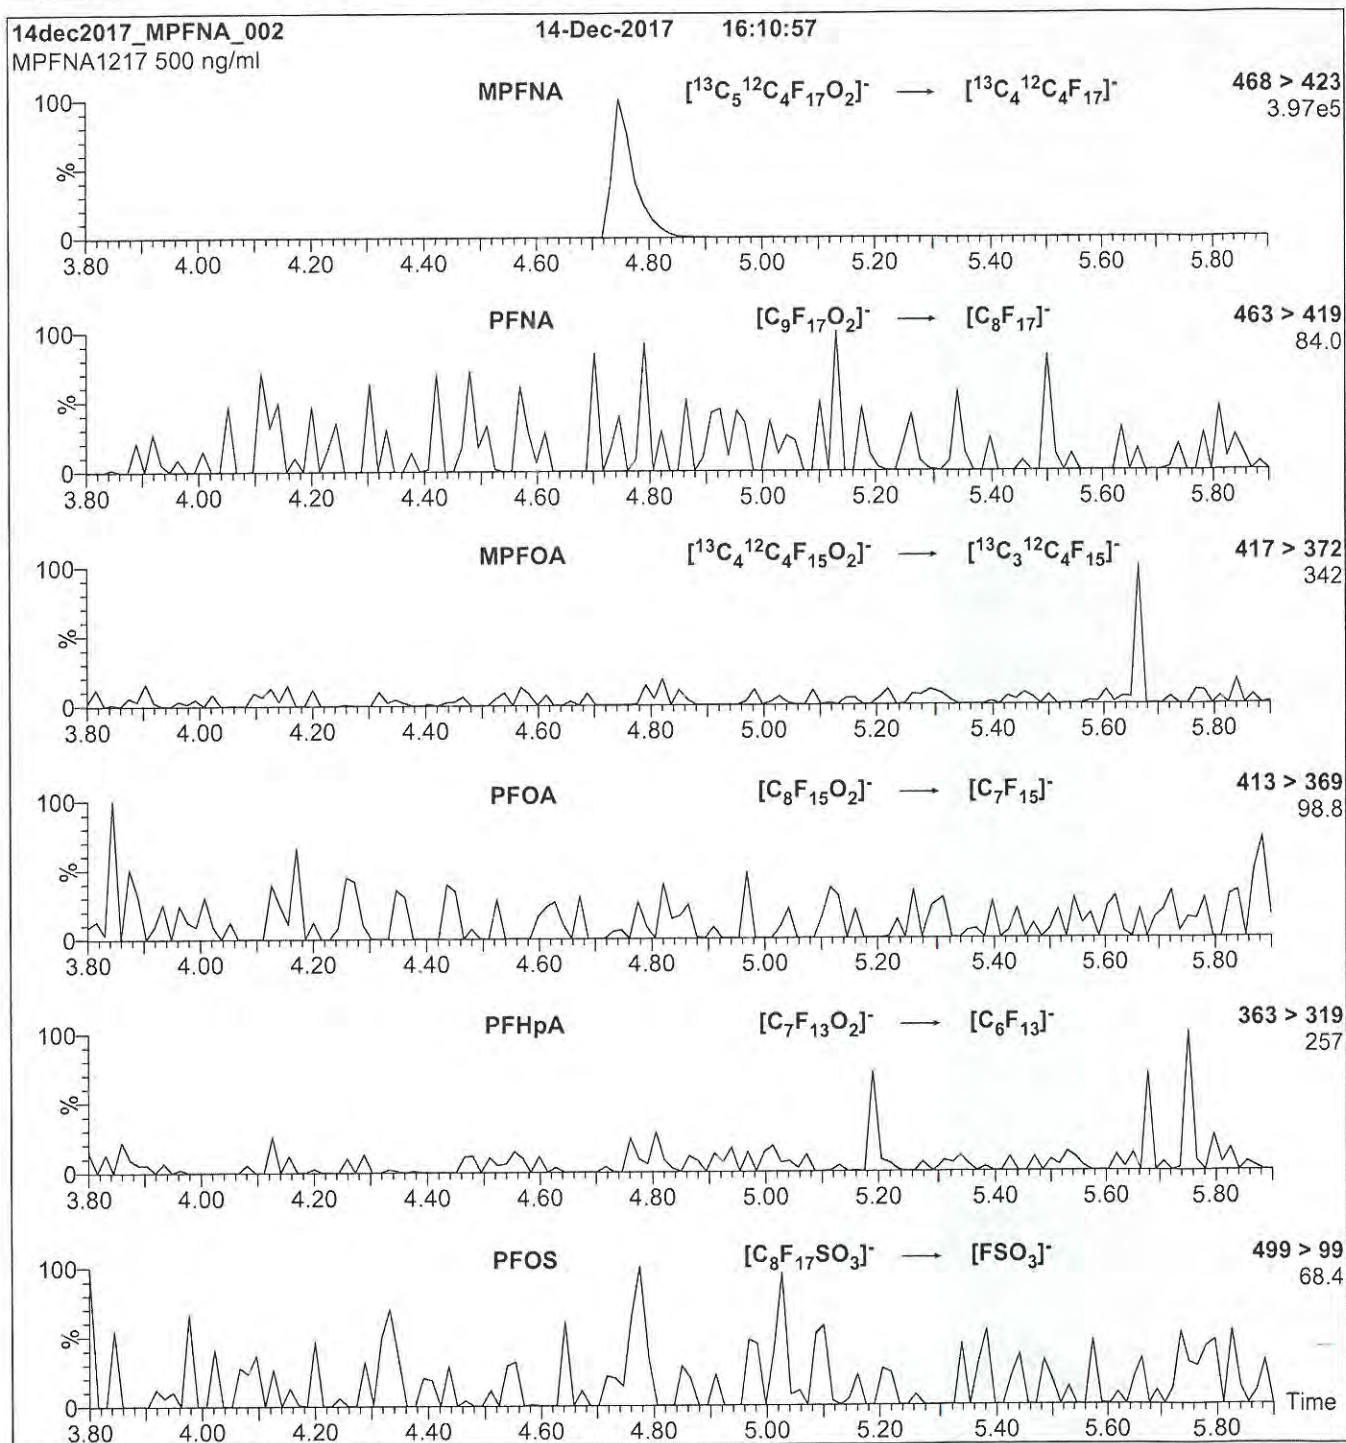 14dec2017_MPFNA_002 14-Dec-2017 16:10:57
MPFNA1217 500 ng/ml
MPFNA [¹³C₅¹²C₄F₁₇O₂]⁻ → [¹³C₄¹²C₄F₁₇]⁻ 468 > 423
3.97e5
100
%
0
3.80 4.00 4.20 4.40 4.60 4.80 5.00 5.20 5.40 5.60 5.80
PFNA [C₉F₁₇O₂]⁻ → [C₈F₁₇]⁻ 463 > 419
84.0
100
%
0
3.80 4.00 4.20 4.40 4.60 4.80 5.00 5.20 5.40 5.60 5.80
MPFOA [¹³C₄¹²C₄F₁₅O₂]⁻ → [¹³C₃¹²C₄F₁₅]⁻ 417 > 372
342
100
%
0
3.80 4.00 4.20 4.40 4.60 4.80 5.00 5.20 5.40 5.60 5.80
PFOA [C₈F₁₅O₂]⁻ → [C₇F₁₅]⁻ 413 > 369
98.8
100
%
0
3.80 4.00 4.20 4.40 4.60 4.80 5.00 5.20 5.40 5.60 5.80
PFHpA [C₇F₁₃O₂]⁻ → [C₆F₁₃]⁻ 363 > 319
257
100
%
0
3.80 4.00 4.20 4.40 4.60 4.80 5.00 5.20 5.40 5.60 5.80
PFOS [C₈F₁₇SO₃]⁻ → [FSO₃]⁻ 499 > 99
68.4
100
%
0
Time
3.80 4.00 4.20 4.40 4.60 4.80 5.00 5.20 5.40 5.60 5.80